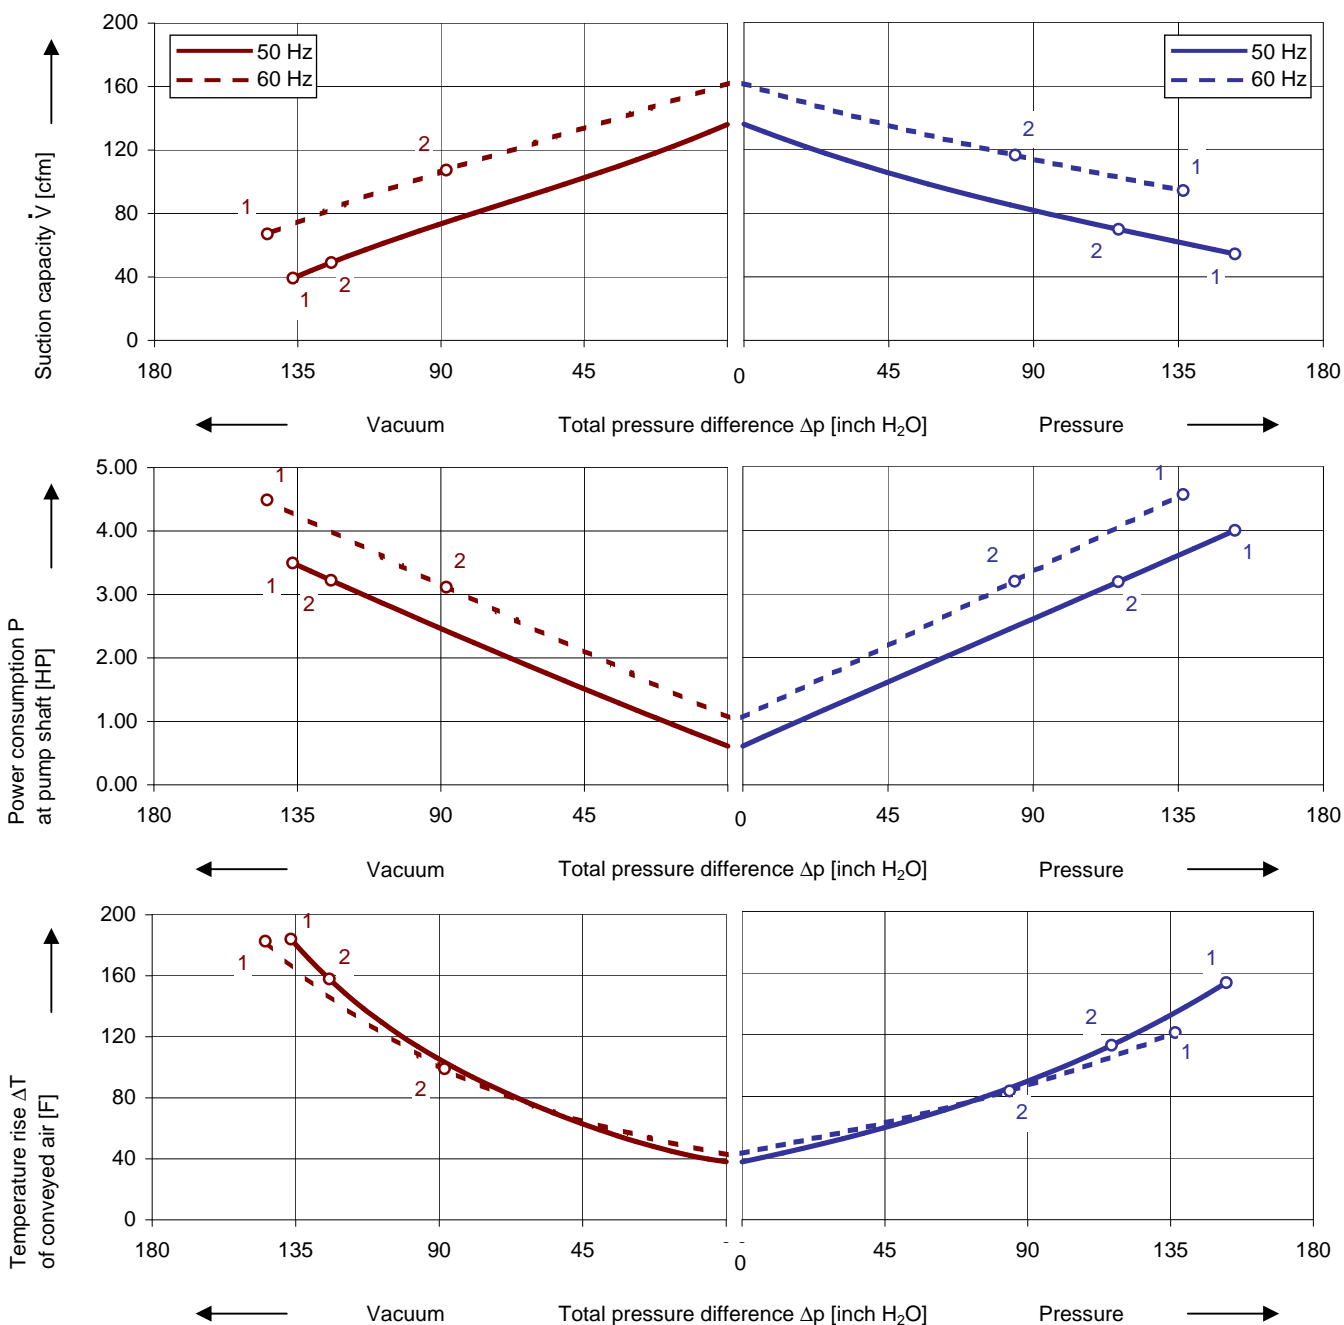 200
160
120
80
40
0
Suction capacity V̇ [cfm]
50 Hz
60 Hz
50 Hz
60 Hz
1
2
1
2
2
1
2
1
180 135 90 45 0 45 90 135 180
Vacuum Total pressure difference Δp [inch H₂O] Pressure
5.00
4.00
3.00
2.00
1.00
0.00
Power consumption P
at pump shaft [HP]
1
2
1
2
1
2
1
2
180 135 90 45 0 45 90 135 180
Vacuum Total pressure difference Δp [inch H₂O] Pressure
200
160
120
80
40
0
Temperature rise ΔT
of conveyed air [F]
1
1
2
2
1
2
1
2
180 135 90 45 0 45 90 135 180
Vacuum Total pressure difference Δp [inch H₂O] Pressure